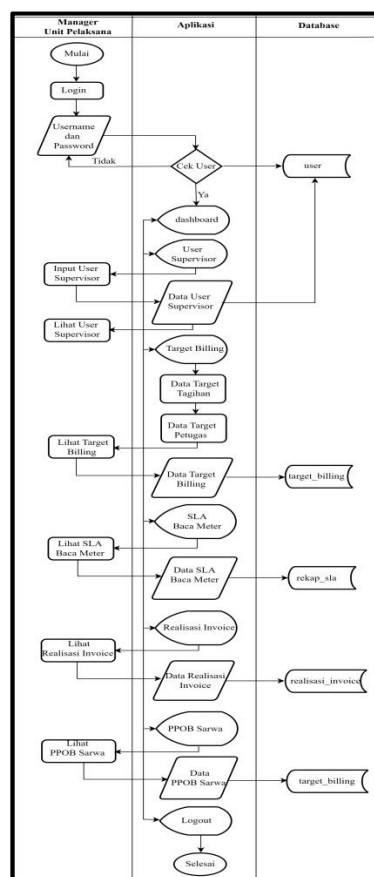 Manager
Unit Pelaksana
Aplikasi
Database
Mulai
Login
Username
dan
Password
Tidak
Cek User
user
Ya
dashboard
User
Supervisor
Input User
Supervisor
Data User
Supervisor
Lihat User
Supervisor
Target Billing
Data Target
Tagihan
Data Target
Petugas
Lihat Target
Billing
Data Target
Billing
target_billing
SLA
Baca Meter
Lihat SLA
Baca Meter
Data SLA
Baca Meter
rekap_sla
Realisasi Invoice
Lihat
Realisasi Invoice
Data Realisasi
Invoice
realisasi_invoice
PPOB Sarwa
Lihat
PPOB Sarwa
Data
PPOB Sarwa
target_billing
Logout
Selesai